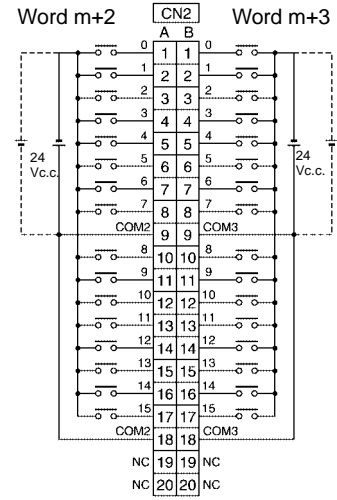 Word m+2 CN2 Word m+3
A B
0 1 1 0
1 2 2 1
2 3 3 2
3 4 4 3
4 5 5 4
24 Vc.c. 5 6 6 5 24 Vc.c.
6 7 7 6
7 8 8 7
COM2 9 9 COM3
8 10 10 8
9 11 11 9
10 12 12 10
11 13 13 11
12 14 14 12
13 15 15 13
14 16 16 14
15 17 17 15
COM2 18 18 COM3
NC 19 19 NC
NC 20 20 NC